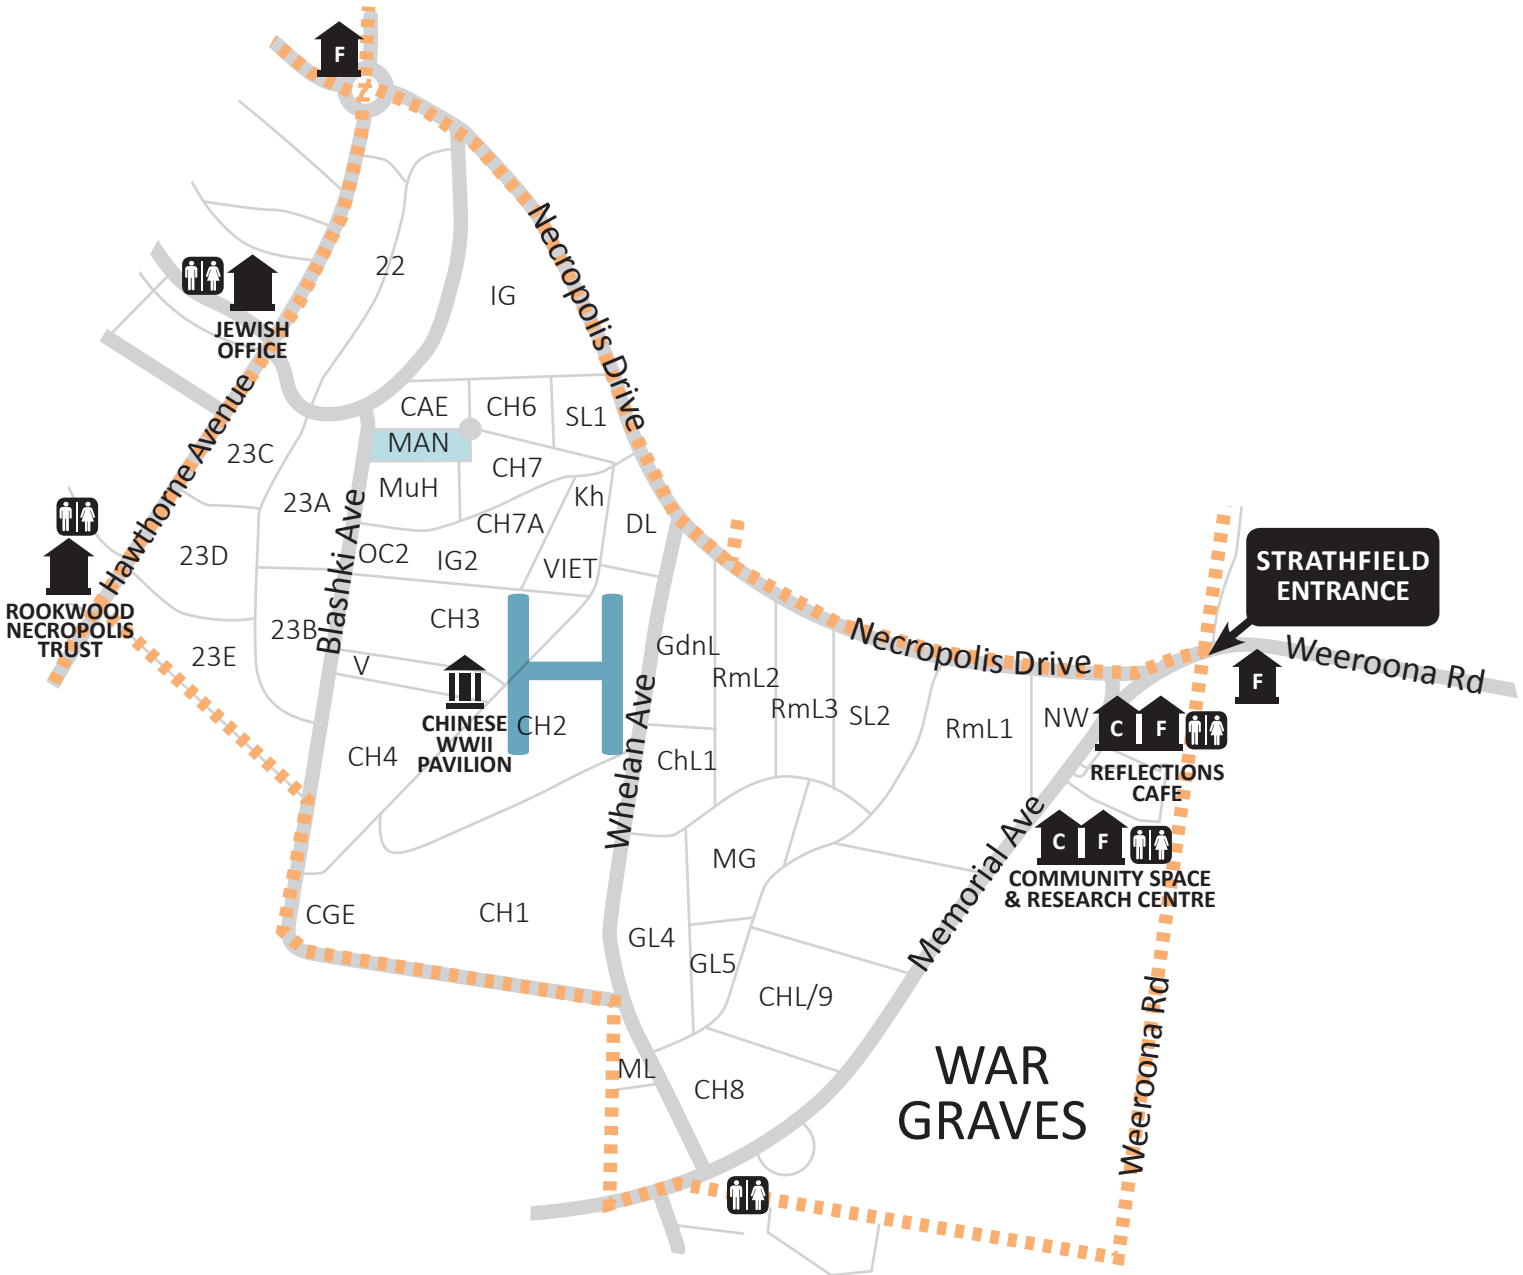 F
Necropolis Drive
22
IG
JEWISH
OFFICE
Hawthorne Avenue
CAE
CH6
SL1
MAN
23C
CH7
MuH
23A
Kh
CH7A
DL
Blashki Ave
OC2
IG2
VIET
23D
STRATHFIELD
ENTRANCE
ROOKWOOD
NECROPOLIS
TRUST
23B
CH3
23E
V
GdnL
Necropolis Drive
Weeroona Rd
F
RmL2
RmL3
SL2
RmL1
NW
C
F
H
CHINESE
WWII
PAVILION
CH2
CH4
ChL1
Whelan Ave
REFLECTIONS
CAFE
Memorial Ave
C
F
MG
COMMUNITY SPACE
& RESEARCH CENTRE
CGE
CH1
GL4
GL5
CHL/9
Weeroona Rd
WAR
GRAVES
ML
CH8